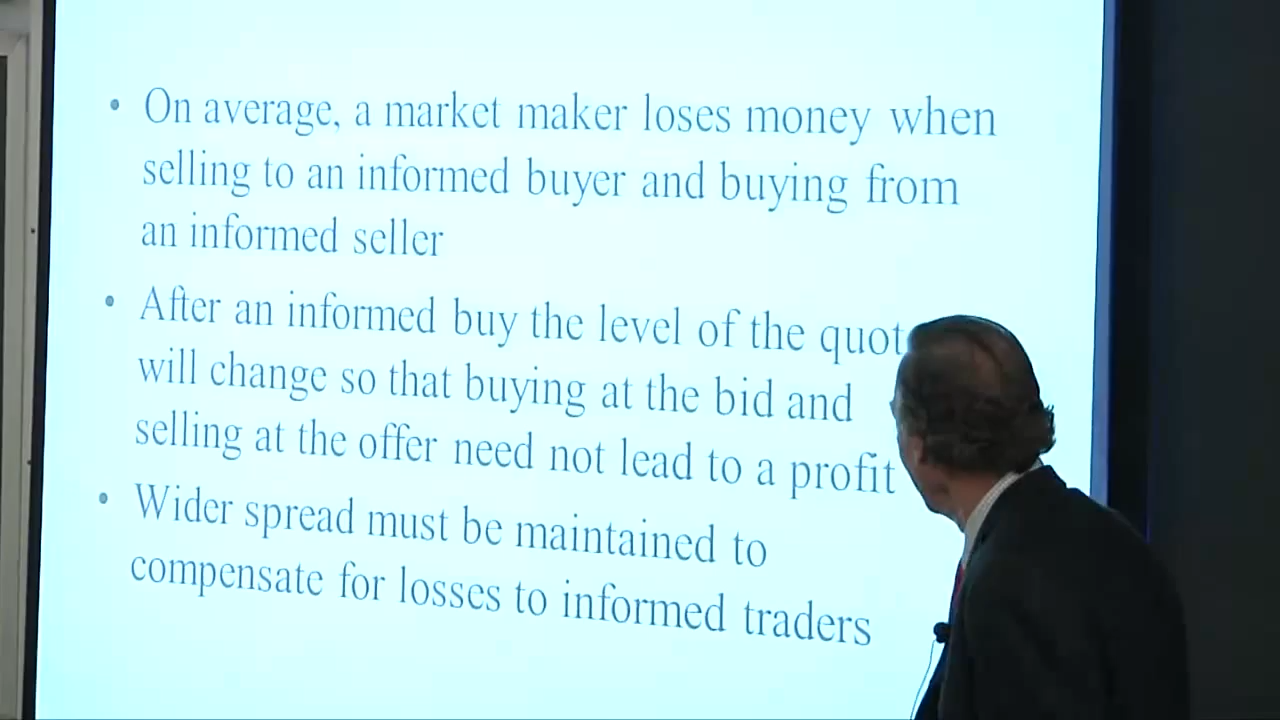 • On average, a market maker loses money when
selling to an informed buyer and buying from
an informed seller
• After an informed buy the level of the quot
will change so that buying at the bid and
selling at the offer need not lead to a profit
• Wider spread must be maintained to
compensate for losses to informed traders